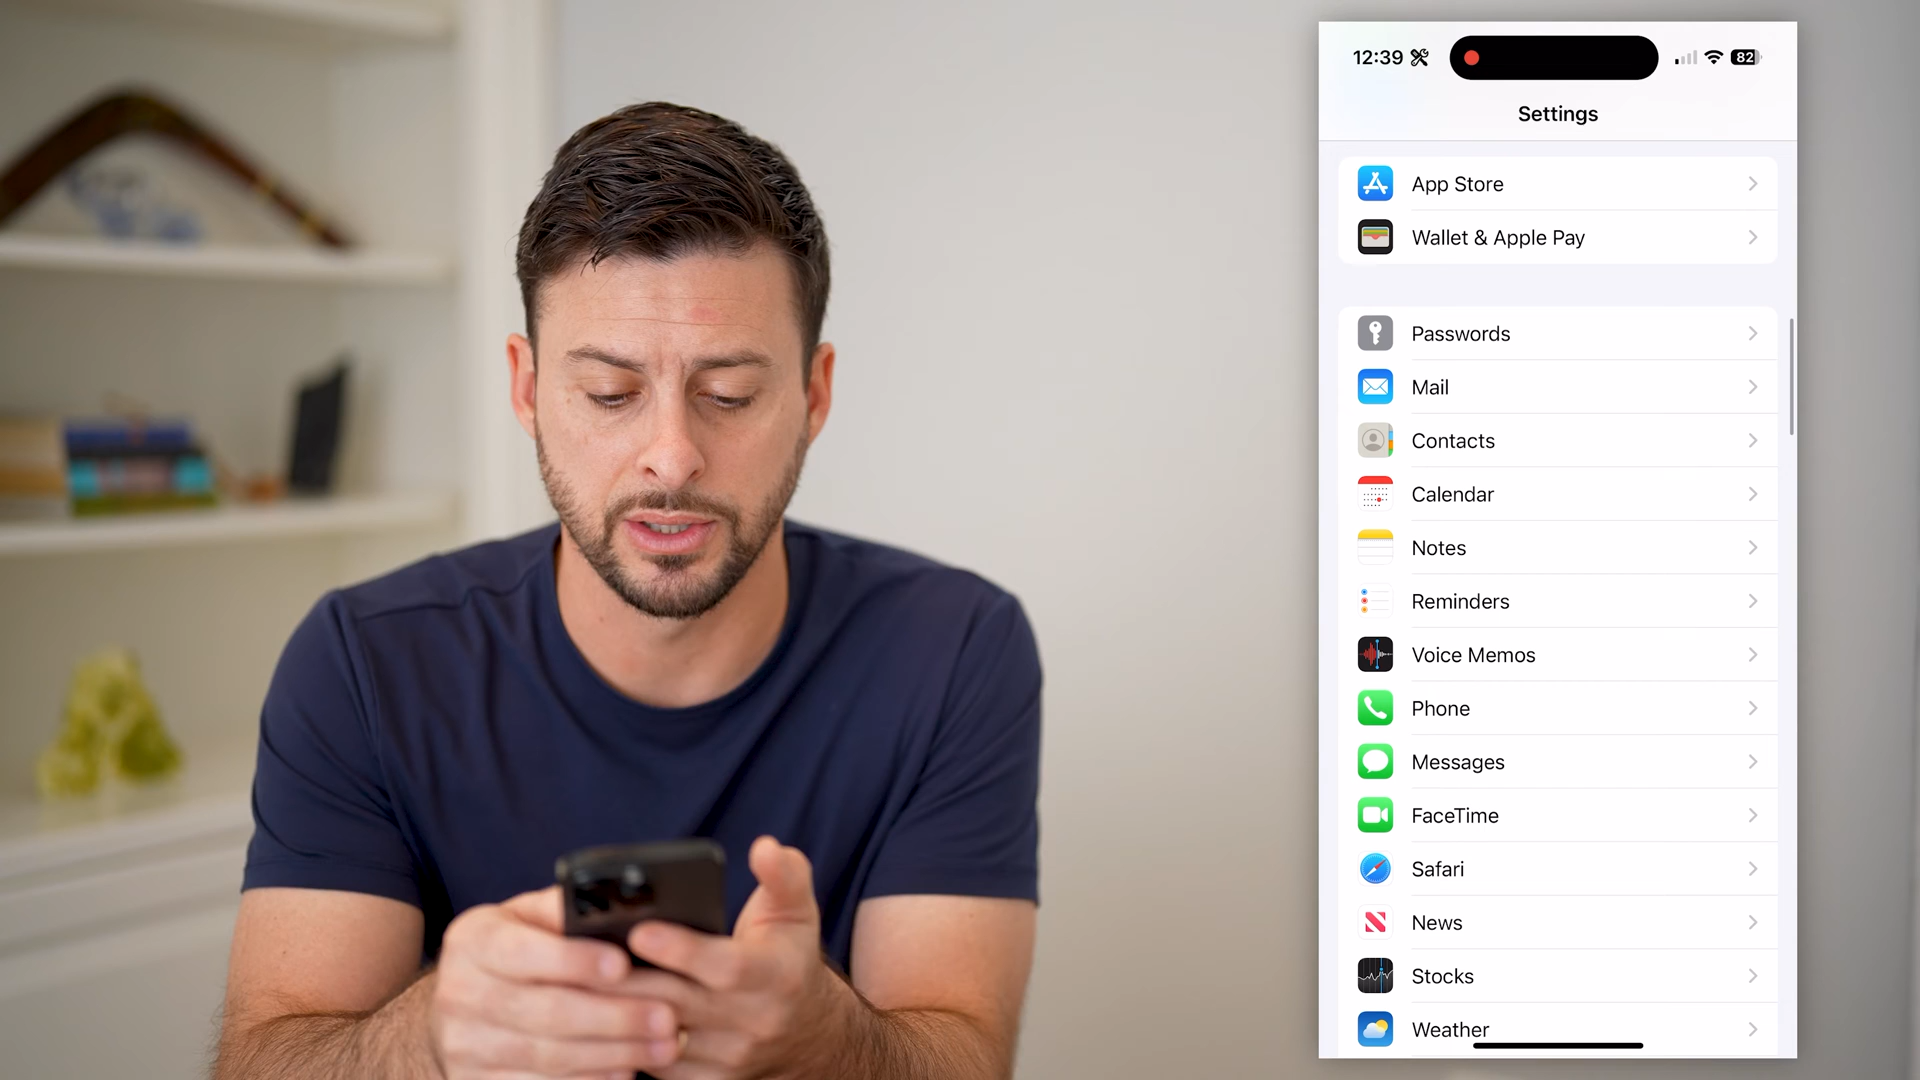 12:39
82
Settings
App Store
Wallet & Apple Pay
Passwords
Mail
Contacts
Calendar
Notes
Reminders
Voice Memos
Phone
Messages
FaceTime
Safari
News
Stocks
Weather